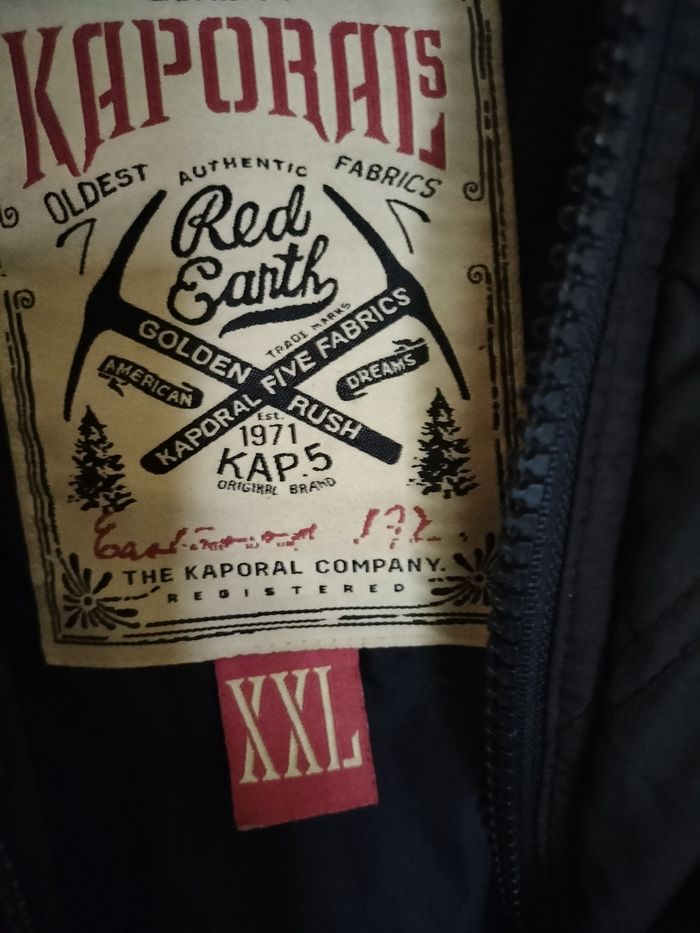 KAPORAL5
OLDEST AUTHENTIC FABRICS
Red
Earth
TRADE MARKS
GOLDEN RUSH
KAPORAL FIVE FABRICS
AMERICAN DREAMS
Est.
1971
KAP.5
ORIGINAL BRAND
THE KAPORAL COMPANY.
REGISTERED
XXL